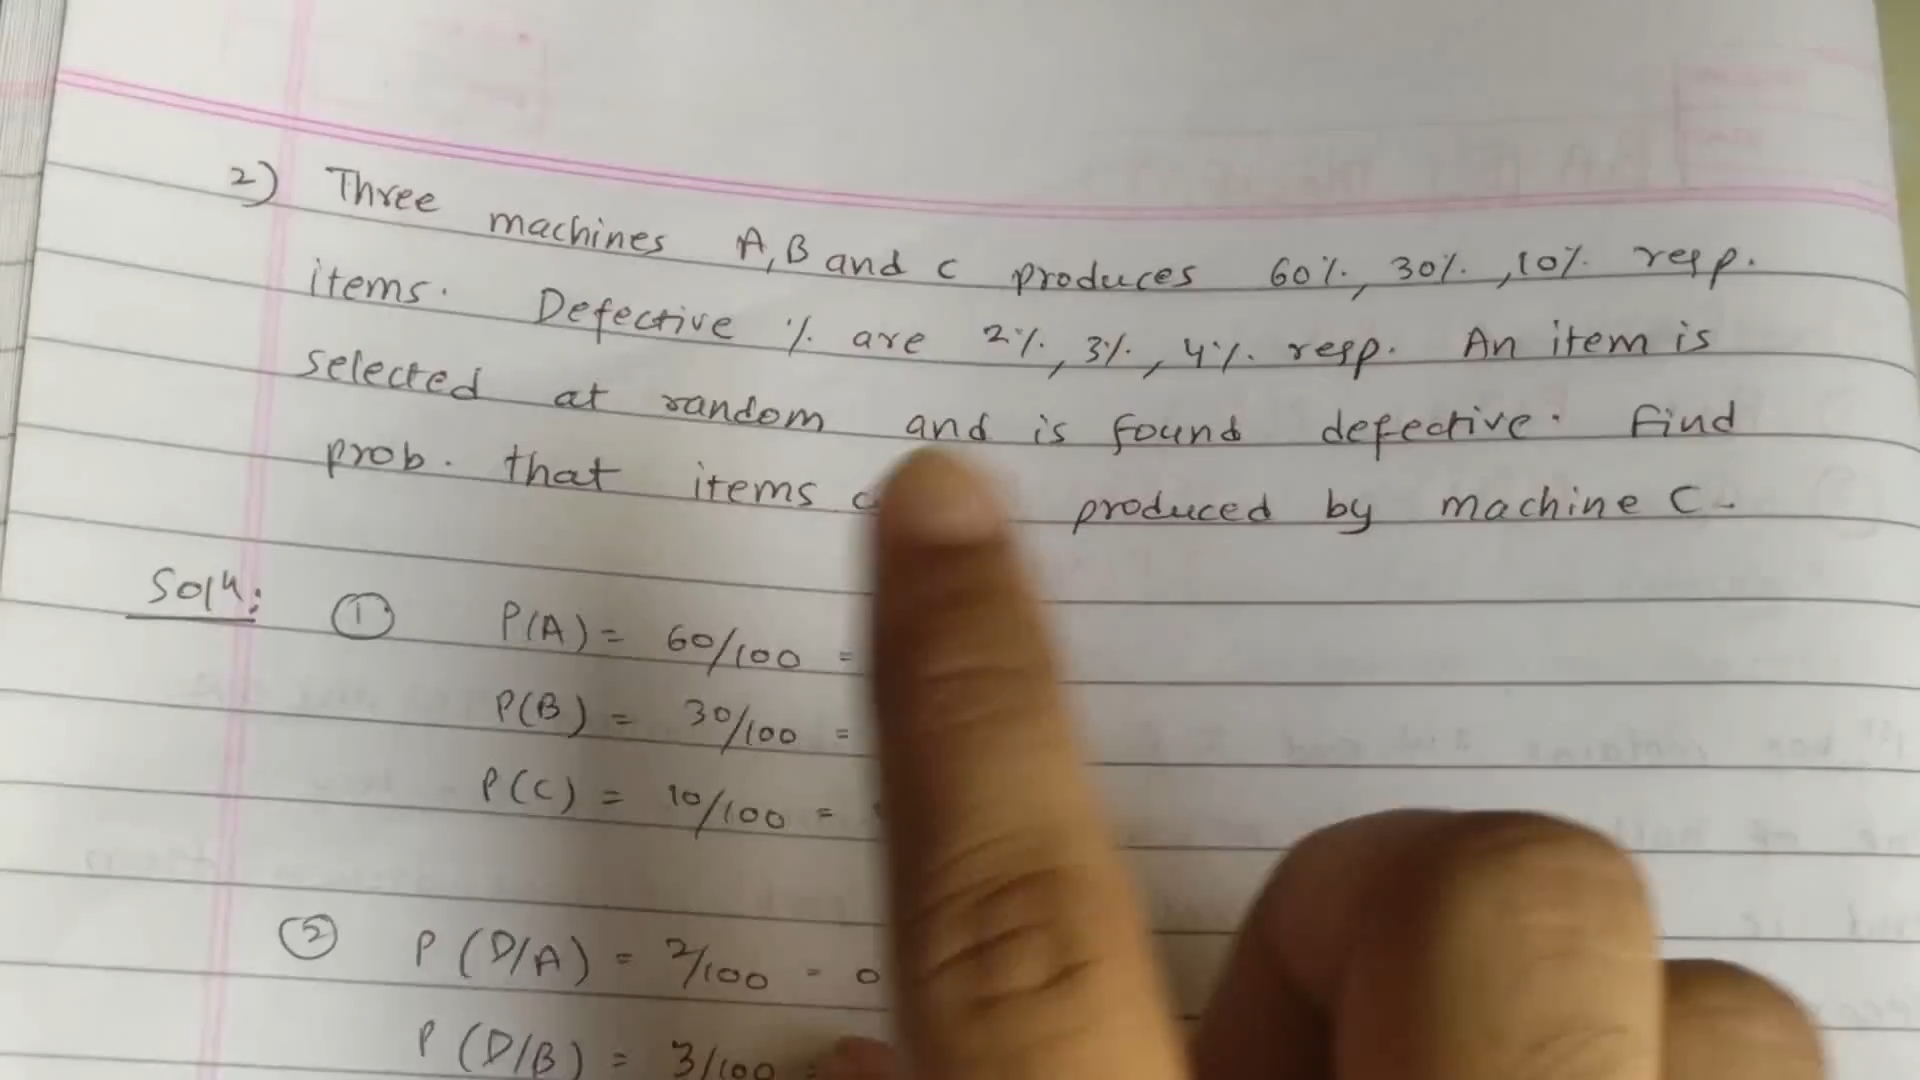 2) Three machines A, B and C produces 60%, 30%, 10% resp.
items. Defective % are 2%, 3%, 4% resp. An item is
selected at random and is found defective. Find
prob. that items produced by machine C.
Soln: ① P(A) = 60/100 =
P(B) = 30/100 =
P(C) = 10/100 =
② P(D/A) = 2/100 = 0
P(D/B) = 3/100 =